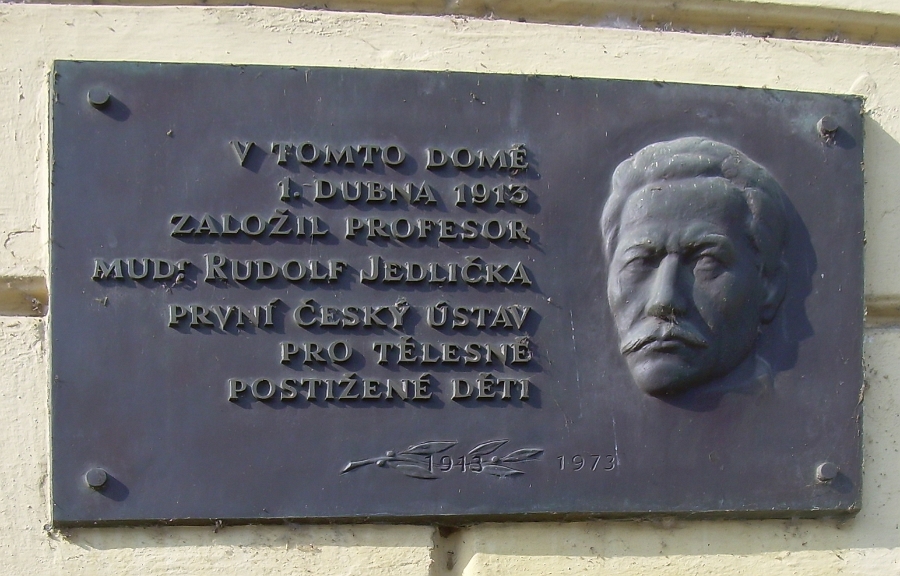 V TOMTO DOMĚ
1. DUBNA 1913
ZALOŽIL PROFESOR
MUDr RUDOLF JEDLIČKA
PRVNÍ ČESKÝ ÚSTAV
PRO TĚLESNĚ
POSTIŽENÉ DĚTI
1913 1973